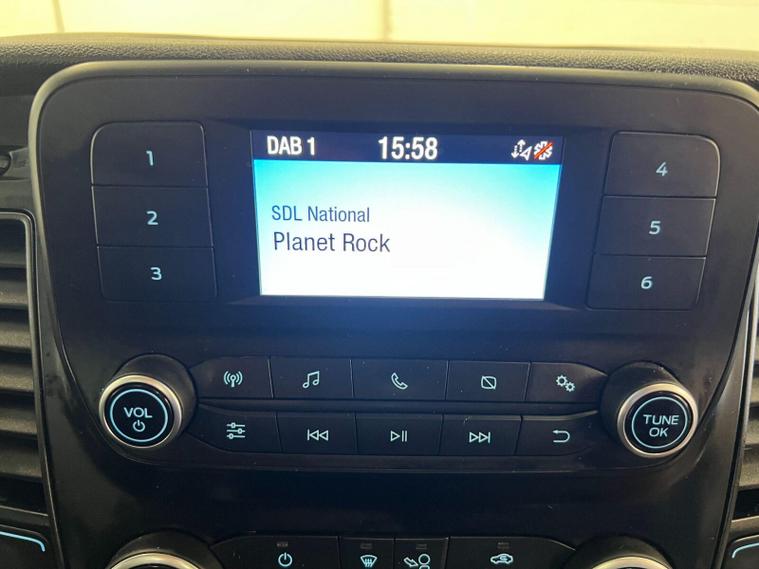 DAB 1 15:58
SDL National
Planet Rock
1
2
3
4
5
6
VOL
TUNE
OK